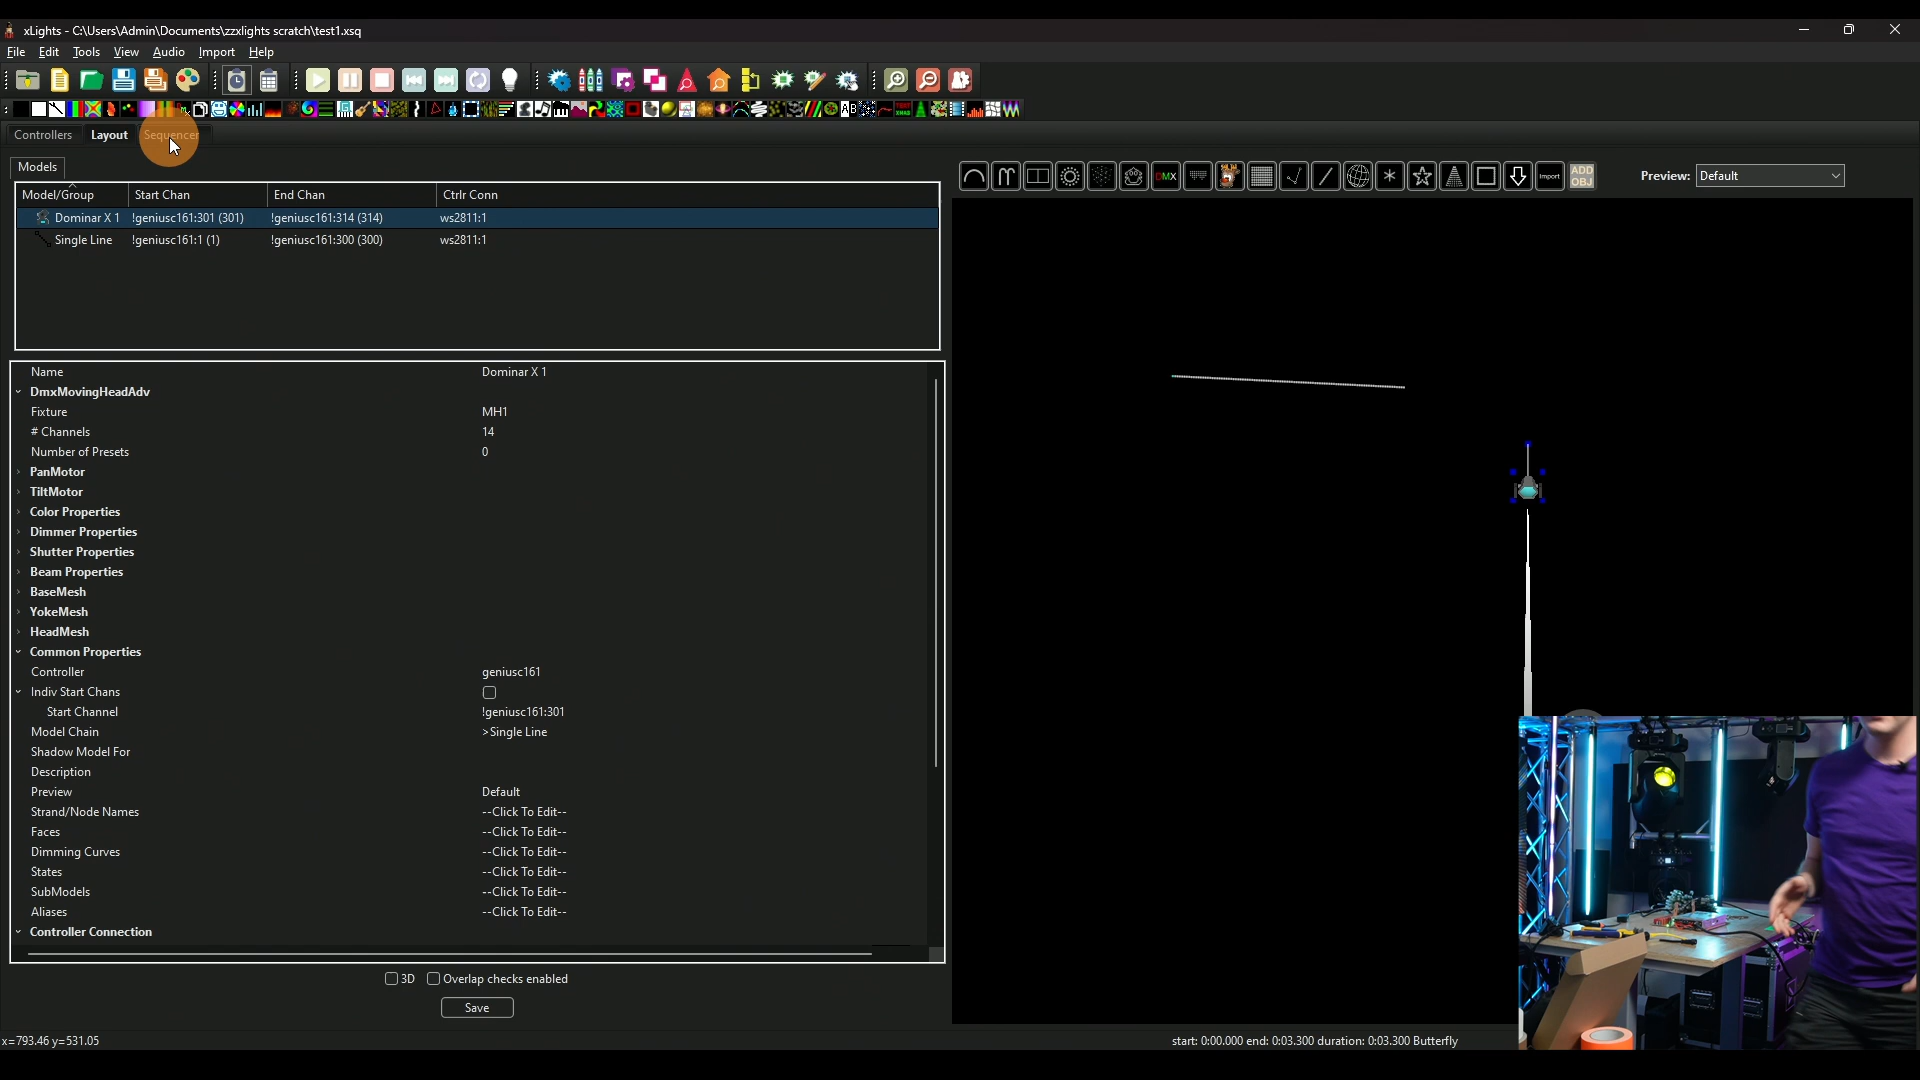 xLights - C:\Users\Admin\Documents\zzxlights scratch\test1.xsq
File Edit Tools View Audio Import Help
Controllers Layout Sequencer
Models
Model/Group Start Chan End Chan Ctrlr Conn
Dominar X 1 !geniusc161:301 (301) !geniusc161:314 (314) ws2811:1
Single Line !geniusc161:1 (1) !geniusc161:300 (300) ws2811:1
DMX Import ADD OBJ
Preview: Default
Name Dominar X 1
DmxMovingHeadAdv
Fixture MH1
# Channels 14
Number of Presets 0
PanMotor
TiltMotor
Color Properties
Dimmer Properties
Shutter Properties
Beam Properties
BaseMesh
YokeMesh
HeadMesh
Common Properties
Controller geniusc161
Indiv Start Chans
Start Channel !geniusc161:301
Model Chain >Single Line
Shadow Model For
Description
Preview Default
Strand/Node Names --Click To Edit--
Faces --Click To Edit--
Dimming Curves --Click To Edit--
States --Click To Edit--
SubModels --Click To Edit--
Aliases --Click To Edit--
Controller Connection
3D Overlap checks enabled
Save
x=793.46 y=531.05
start: 0:00.000 end: 0:03.300 duration: 0:03.300 Butterfly